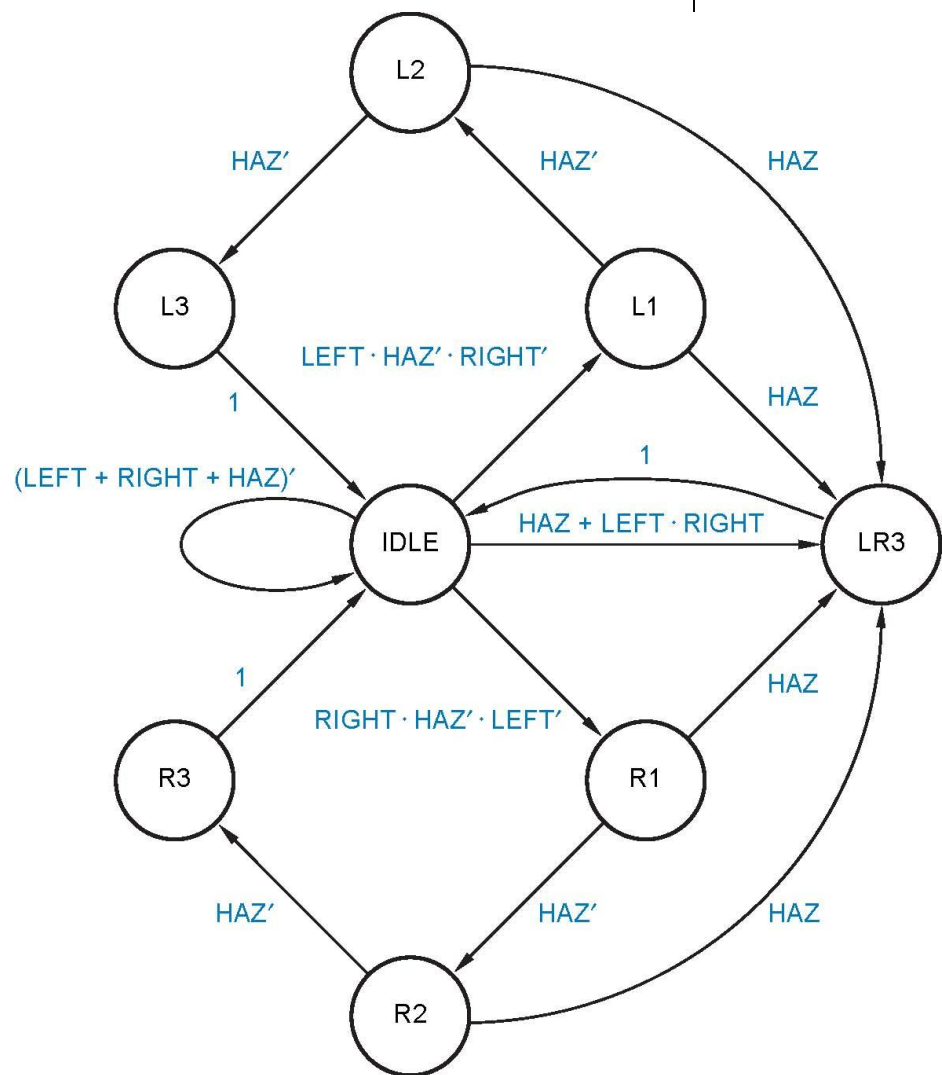 L2
HAZ′
HAZ′
HAZ
L3
L1
LEFT · HAZ′ · RIGHT′
1
HAZ
(LEFT + RIGHT + HAZ)′
1
HAZ + LEFT · RIGHT
IDLE
LR3
1
HAZ
RIGHT · HAZ′ · LEFT′
R3
R1
HAZ′
HAZ′
HAZ
R2